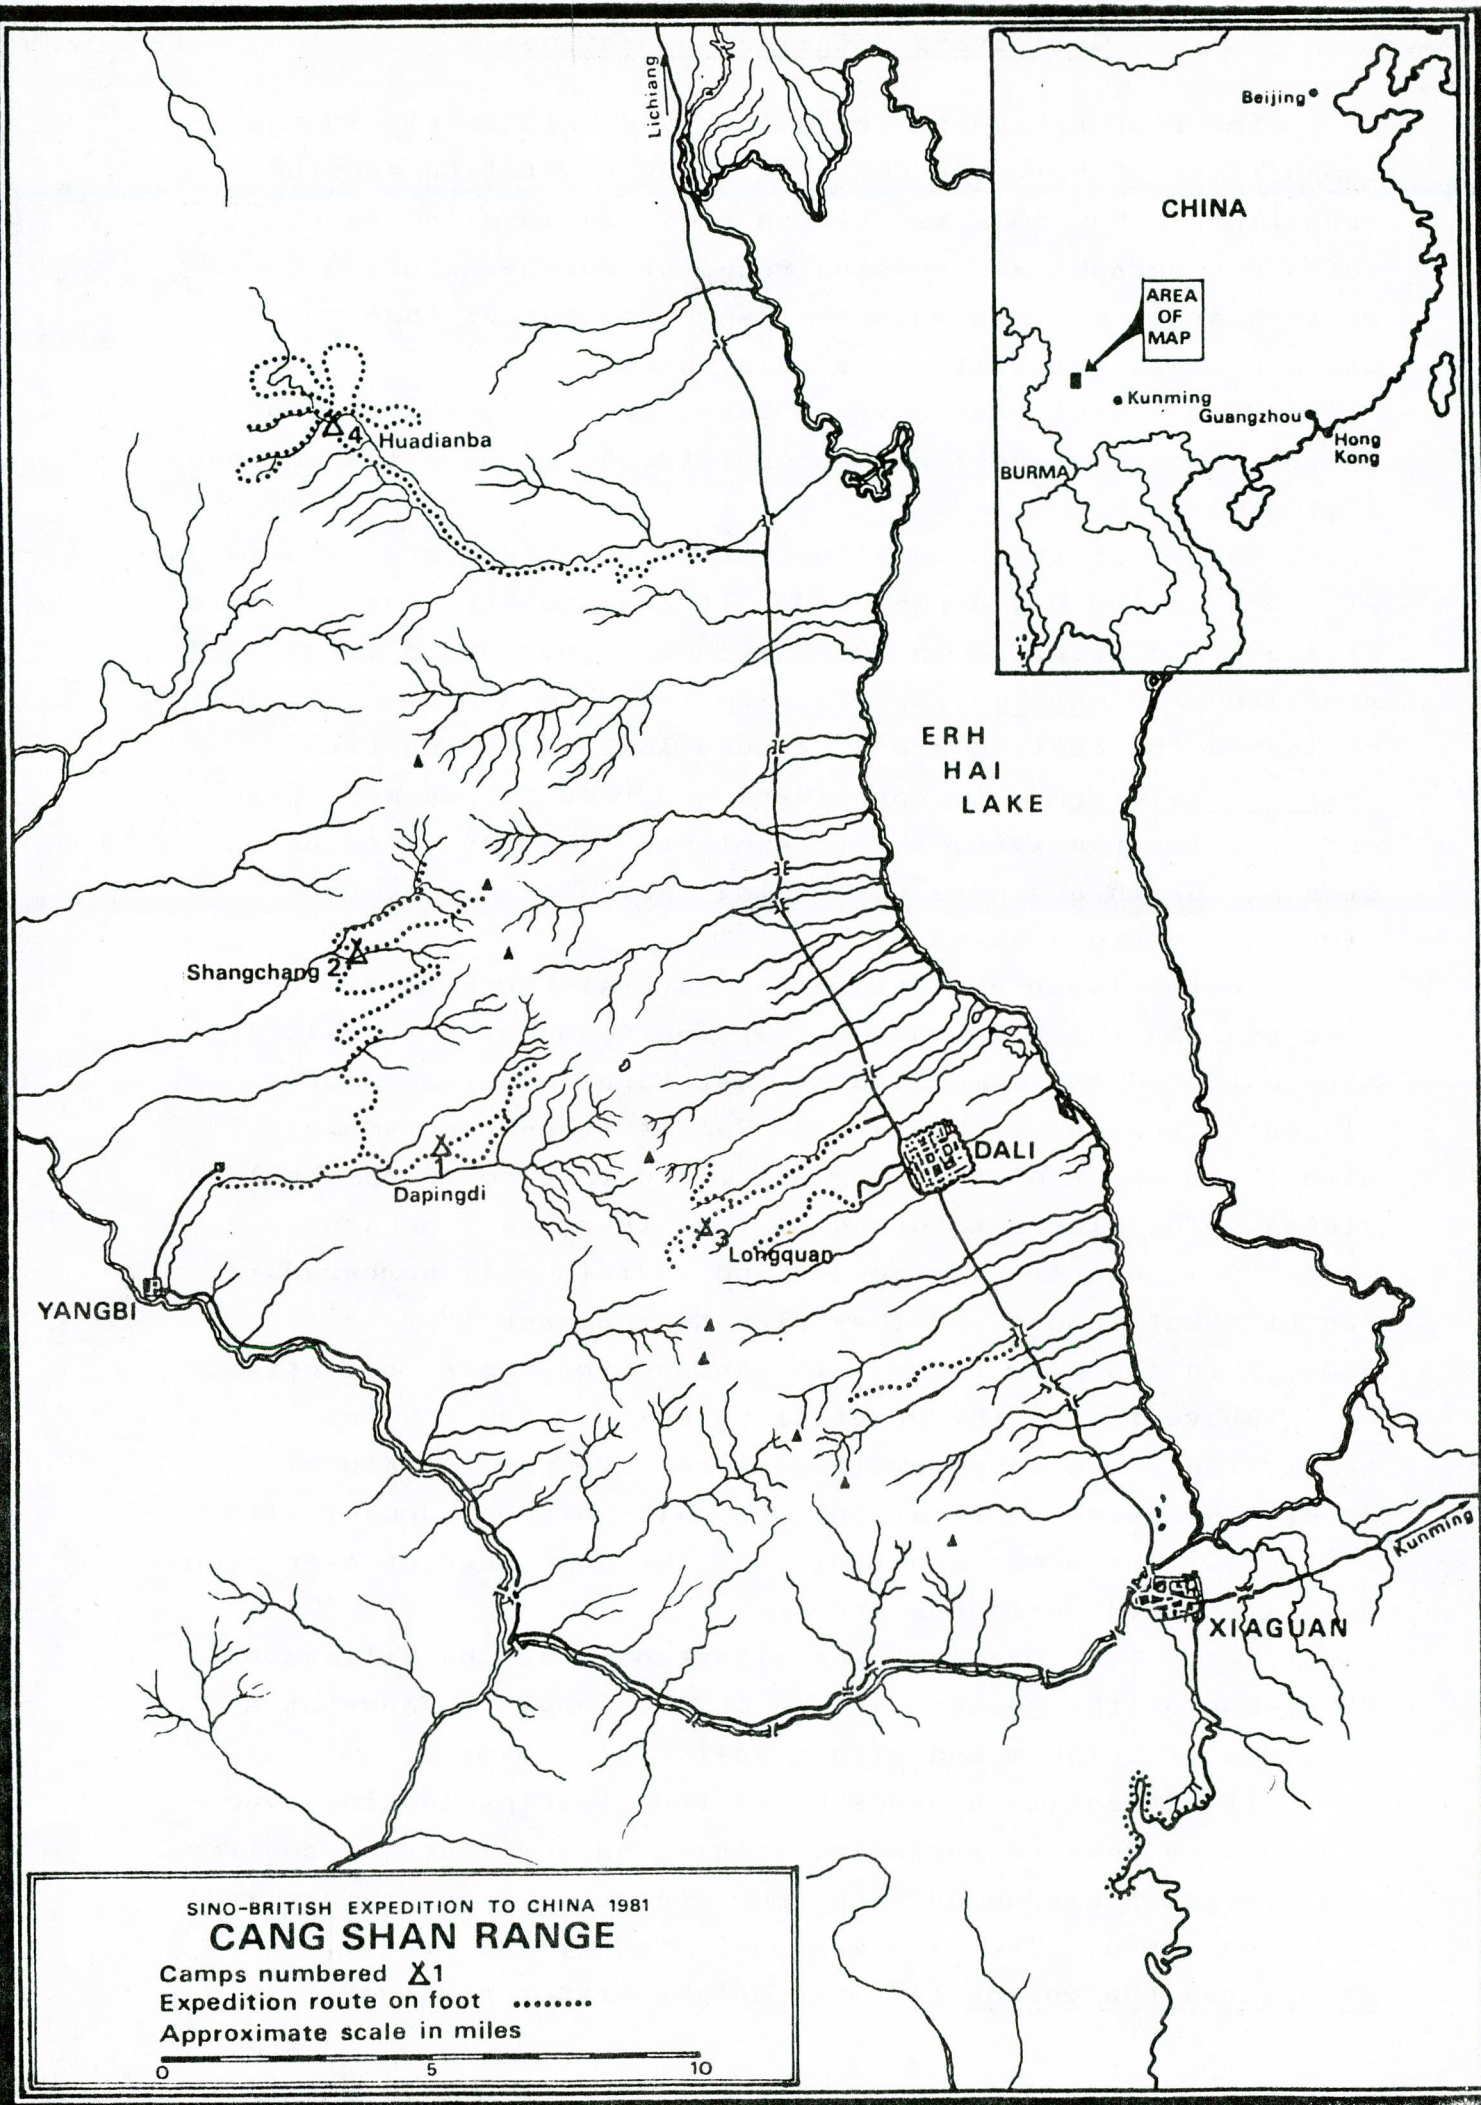 Lichiang
Beijing
CHINA
AREA
OF
MAP
Kunming
Guangzhou
Hong
Kong
BURMA
4
Huadianba
ERH
HAI
LAKE
Shangchang 2
DALI
1
Dapingdi
3
Longquan
YANGBI
Kunming
XIAGUAN
SINO-BRITISH EXPEDITION TO CHINA 1981
CANG SHAN RANGE
Camps numbered 1
Expedition route on foot ........
Approximate scale in miles
0 5 10